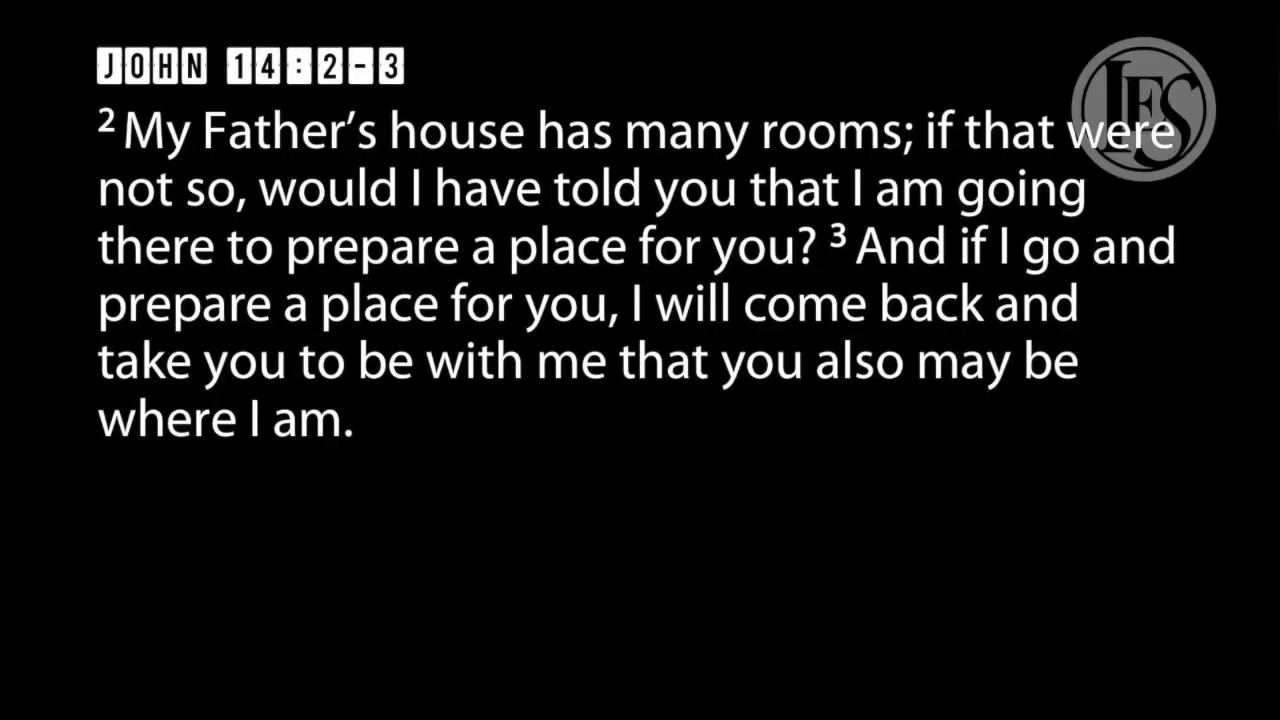 JOHN 14:2-3
² My Father’s house has many rooms; if that were
not so, would I have told you that I am going
there to prepare a place for you? ³ And if I go and
prepare a place for you, I will come back and
take you to be with me that you also may be
where I am.
IFS